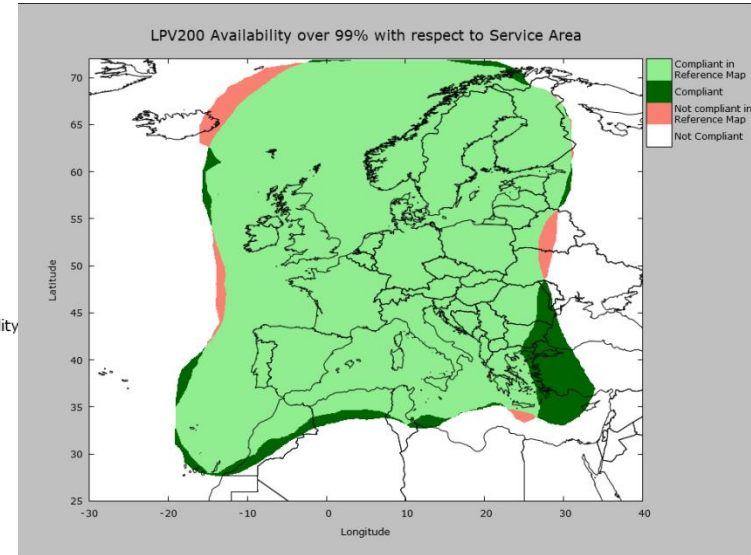 LPV200 Availability over 99% with respect to Service Area
Compliant in
Reference Map
Compliant
Not compliant in
Reference Map
Not Compliant
70
65
60
55
50
45
40
35
30
25
Latitude
lity
-30 -20 -10 0 10 20 30 40
Longitude